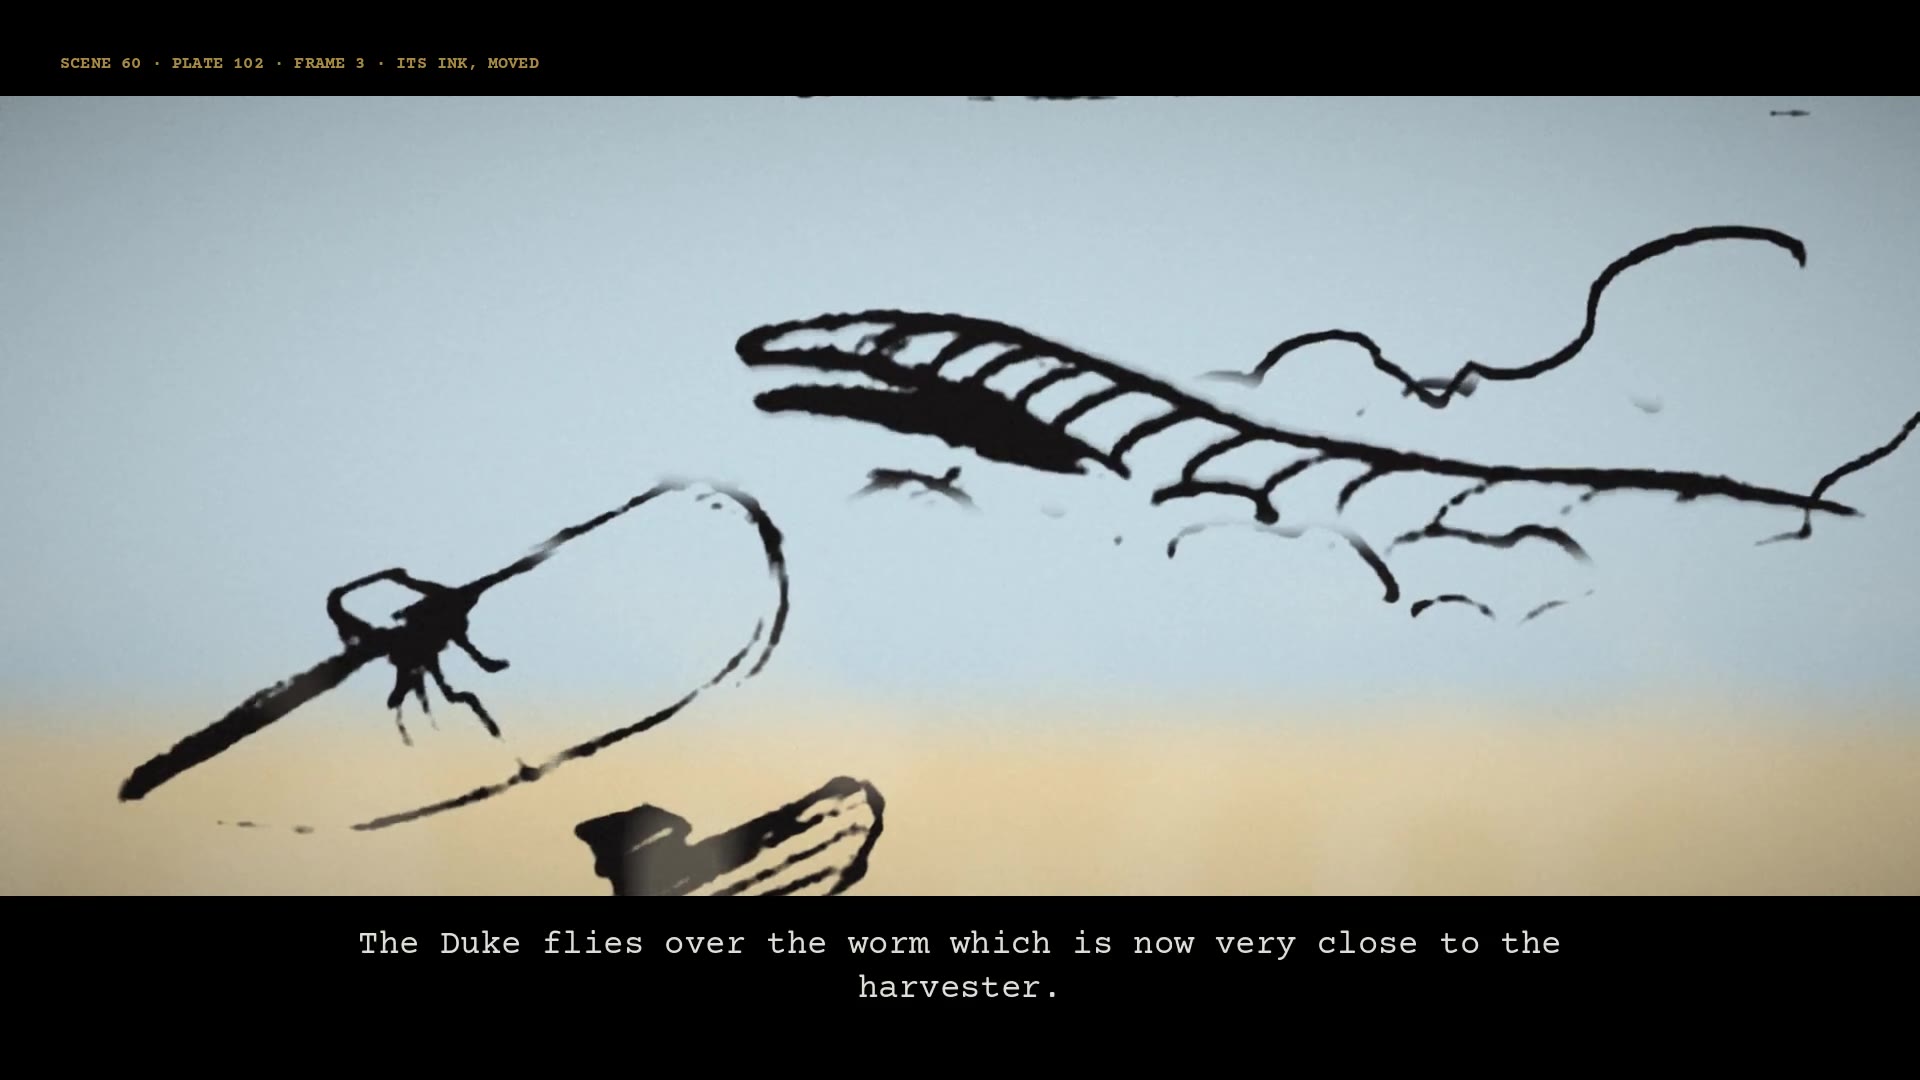 SCENE 60 · PLATE 102 · FRAME 3 · ITS INK, MOVED
The Duke flies over the worm which is now very close to the
harvester.